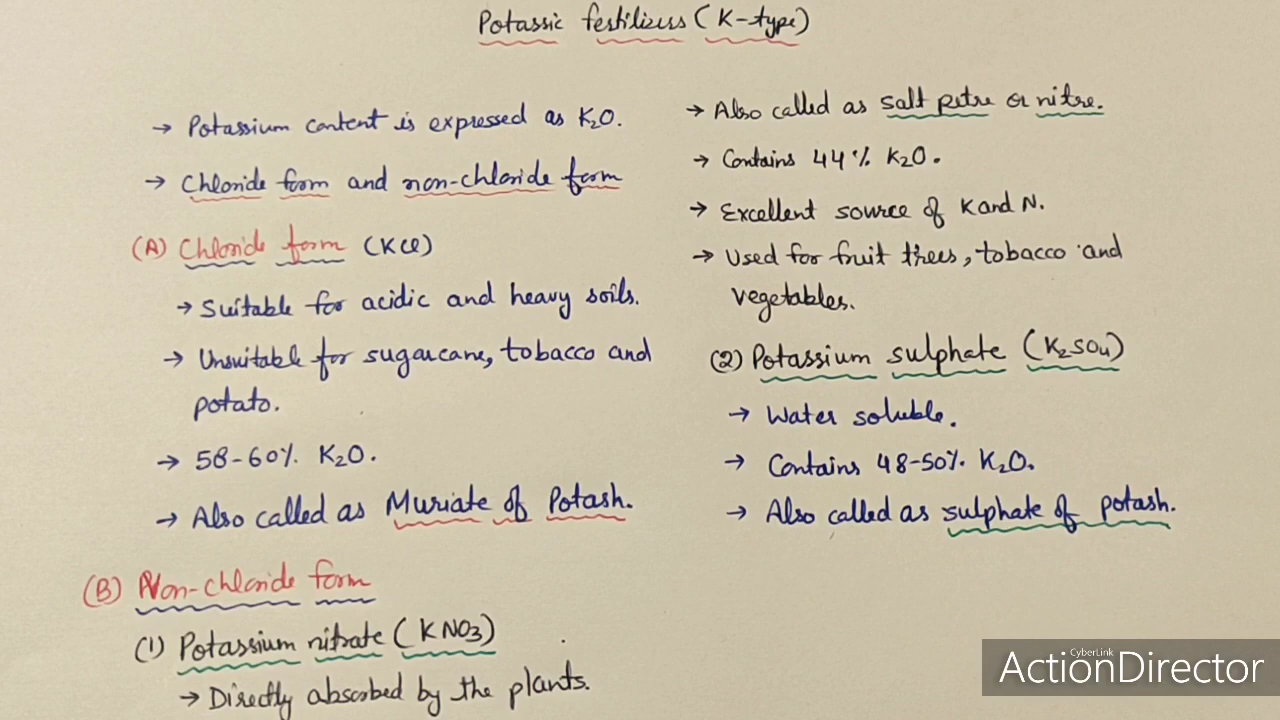 Potassic fertilizers (K-type)
→ Potassium content is expressed as K₂O.
→ Chloride form and non-chloride form
(A) Chloride form (KCl)
→ Suitable for acidic and heavy soils.
→ Unsuitable for sugarcane, tobacco and
potato.
→ 58-60% K₂O.
→ Also called as Muriate of Potash.
(B) Non-chloride form
(1) Potassium nitrate (KNO₃)
→ Directly absorbed by the plants.
→ Also called as salt petre or nitre.
→ Contains 44% K₂O.
→ Excellent source of K and N.
→ Used for fruit trees, tobacco and
vegetables.
(2) Potassium sulphate (K₂SO₄)
→ Water soluble.
→ Contains 48-50% K₂O.
→ Also called as sulphate of potash.
CyberLink
ActionDirector